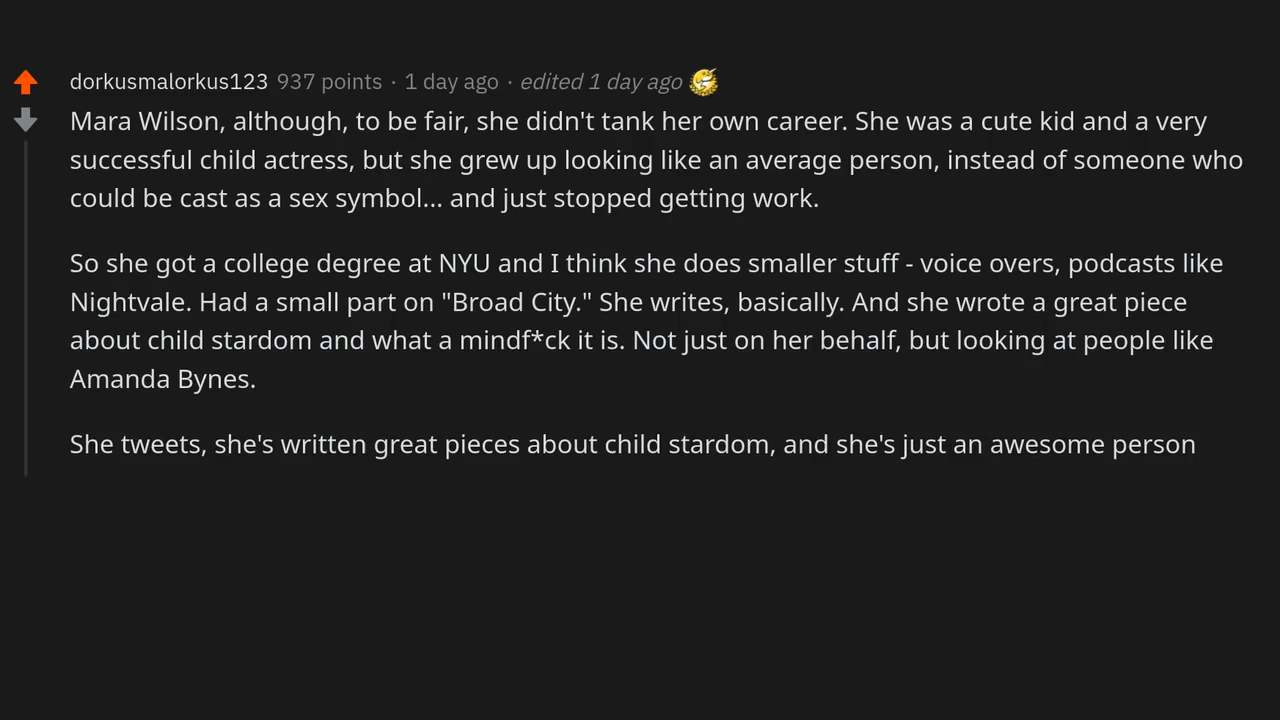 dorkusmalorkus123 937 points · 1 day ago · edited 1 day ago
Mara Wilson, although, to be fair, she didn't tank her own career. She was a cute kid and a very
successful child actress, but she grew up looking like an average person, instead of someone who
could be cast as a sex symbol... and just stopped getting work.
So she got a college degree at NYU and I think she does smaller stuff - voice overs, podcasts like
Nightvale. Had a small part on "Broad City." She writes, basically. And she wrote a great piece
about child stardom and what a mindf*ck it is. Not just on her behalf, but looking at people like
Amanda Bynes.
She tweets, she's written great pieces about child stardom, and she's just an awesome person